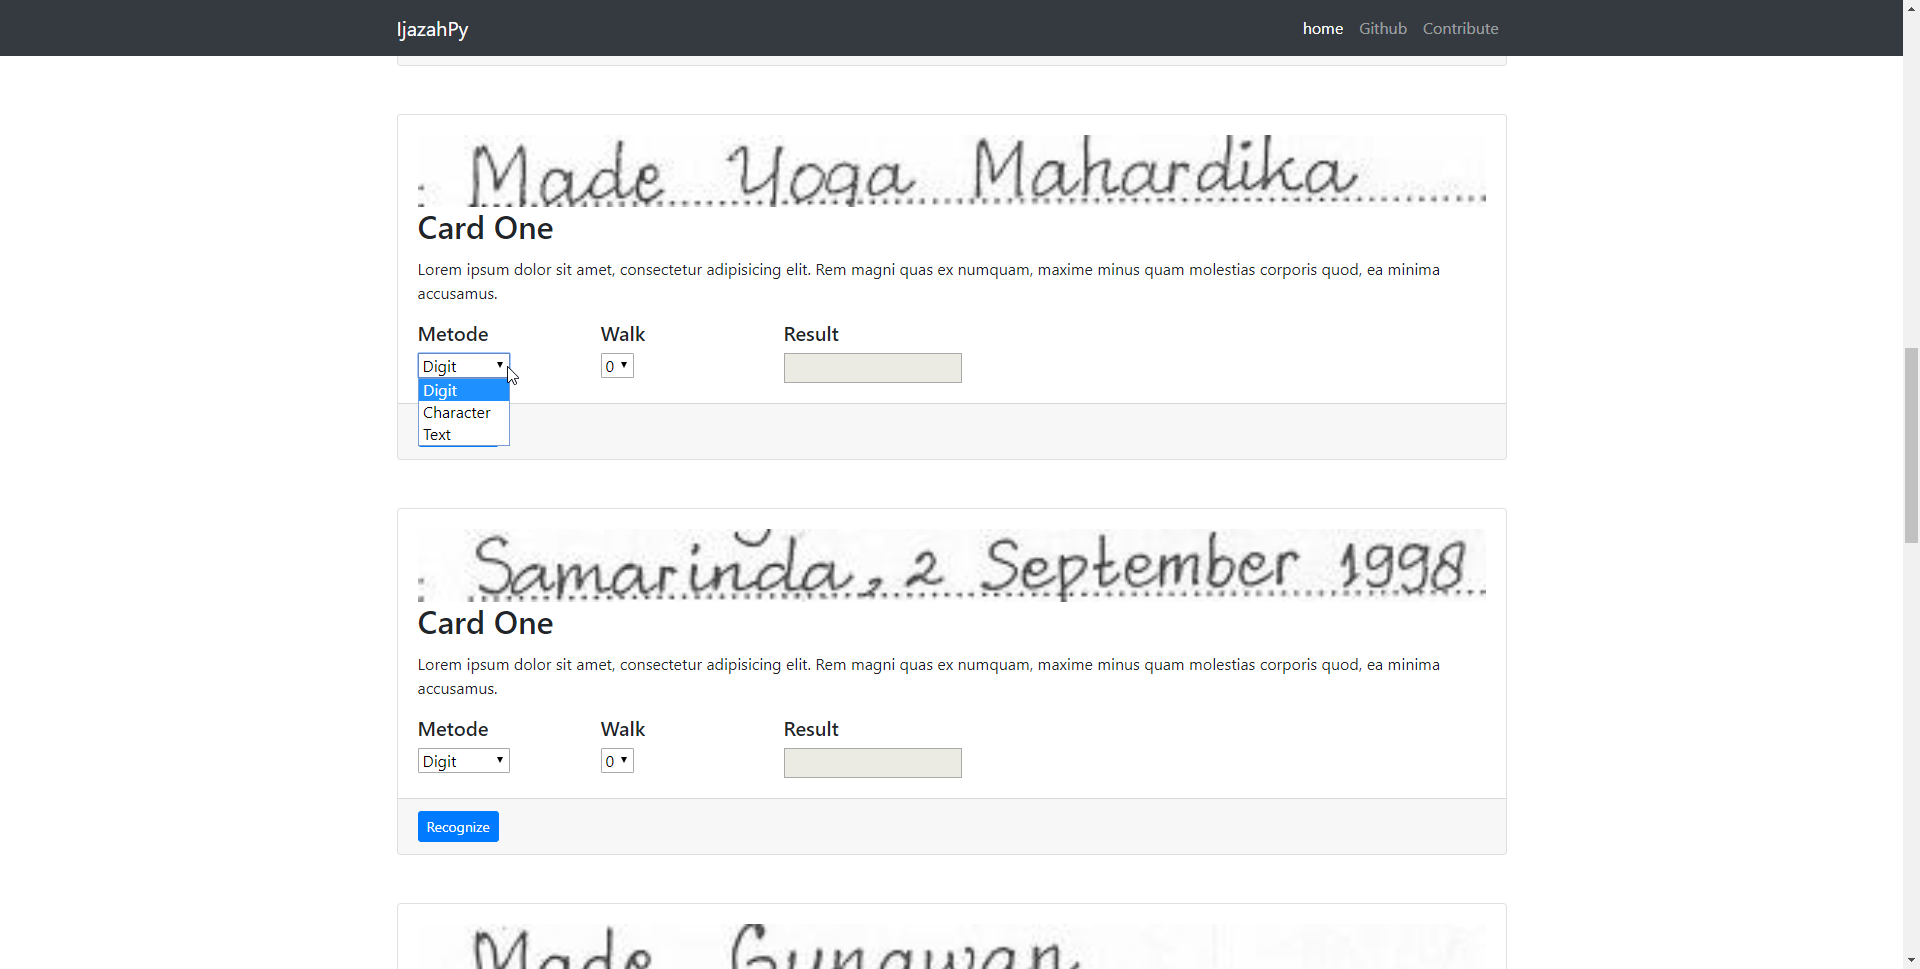 IjazahPy
home Github Contribute
: Made Yoga Mahardika
Card One
Lorem ipsum dolor sit amet, consectetur adipisicing elit. Rem magni quas ex numquam, maxime minus quam molestias corporis quod, ea minima
accusamus.
Metode Walk Result
Digit 0
Digit
Character
Text
: Samarinda, 2 September 1998
Card One
Lorem ipsum dolor sit amet, consectetur adipisicing elit. Rem magni quas ex numquam, maxime minus quam molestias corporis quod, ea minima
accusamus.
Metode Walk Result
Digit 0
Recognize
Made Gunawan